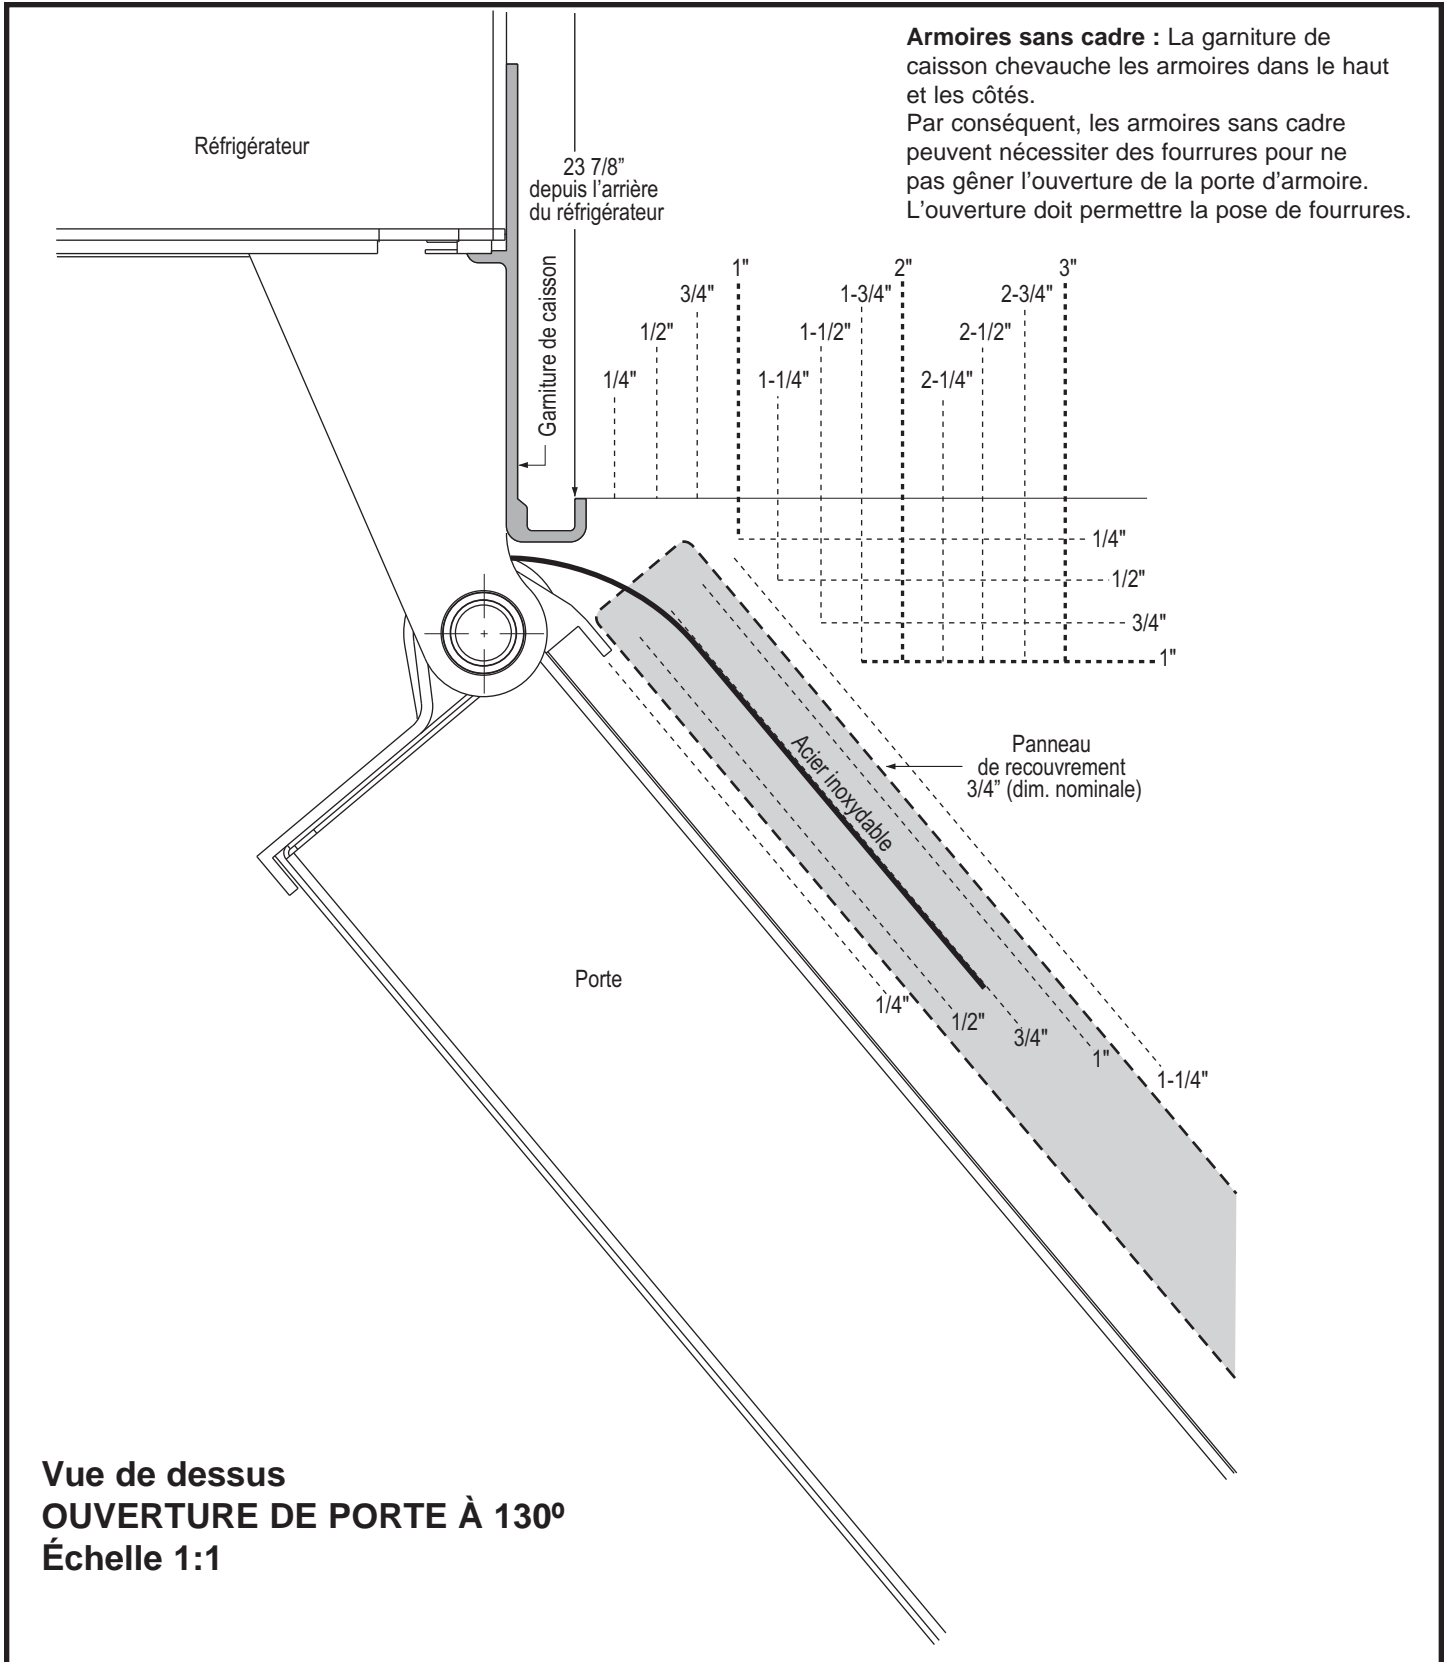 Armoires sans cadre : La garniture de
caisson chevauche les armoires dans le haut
et les côtés.
Par conséquent, les armoires sans cadre
peuvent nécessiter des fourrures pour ne
pas gêner l'ouverture de la porte d'armoire.
L'ouverture doit permettre la pose de fourrures.
Réfrigérateur
23 7/8"
depuis l'arrière
du réfrigérateur
Garniture de caisson
1/4"
1/2"
3/4"
1"
1-1/4"
1-1/2"
1-3/4"
2"
2-1/4"
2-1/2"
2-3/4"
3"
1/4"
1/2"
3/4"
1"
Panneau
de recouvrement
3/4" (dim. nominale)
Acier inoxydable
Porte
1/4"
1/2"
3/4"
1"
1-1/4"
Vue de dessus
OUVERTURE DE PORTE À 130º
Échelle 1:1